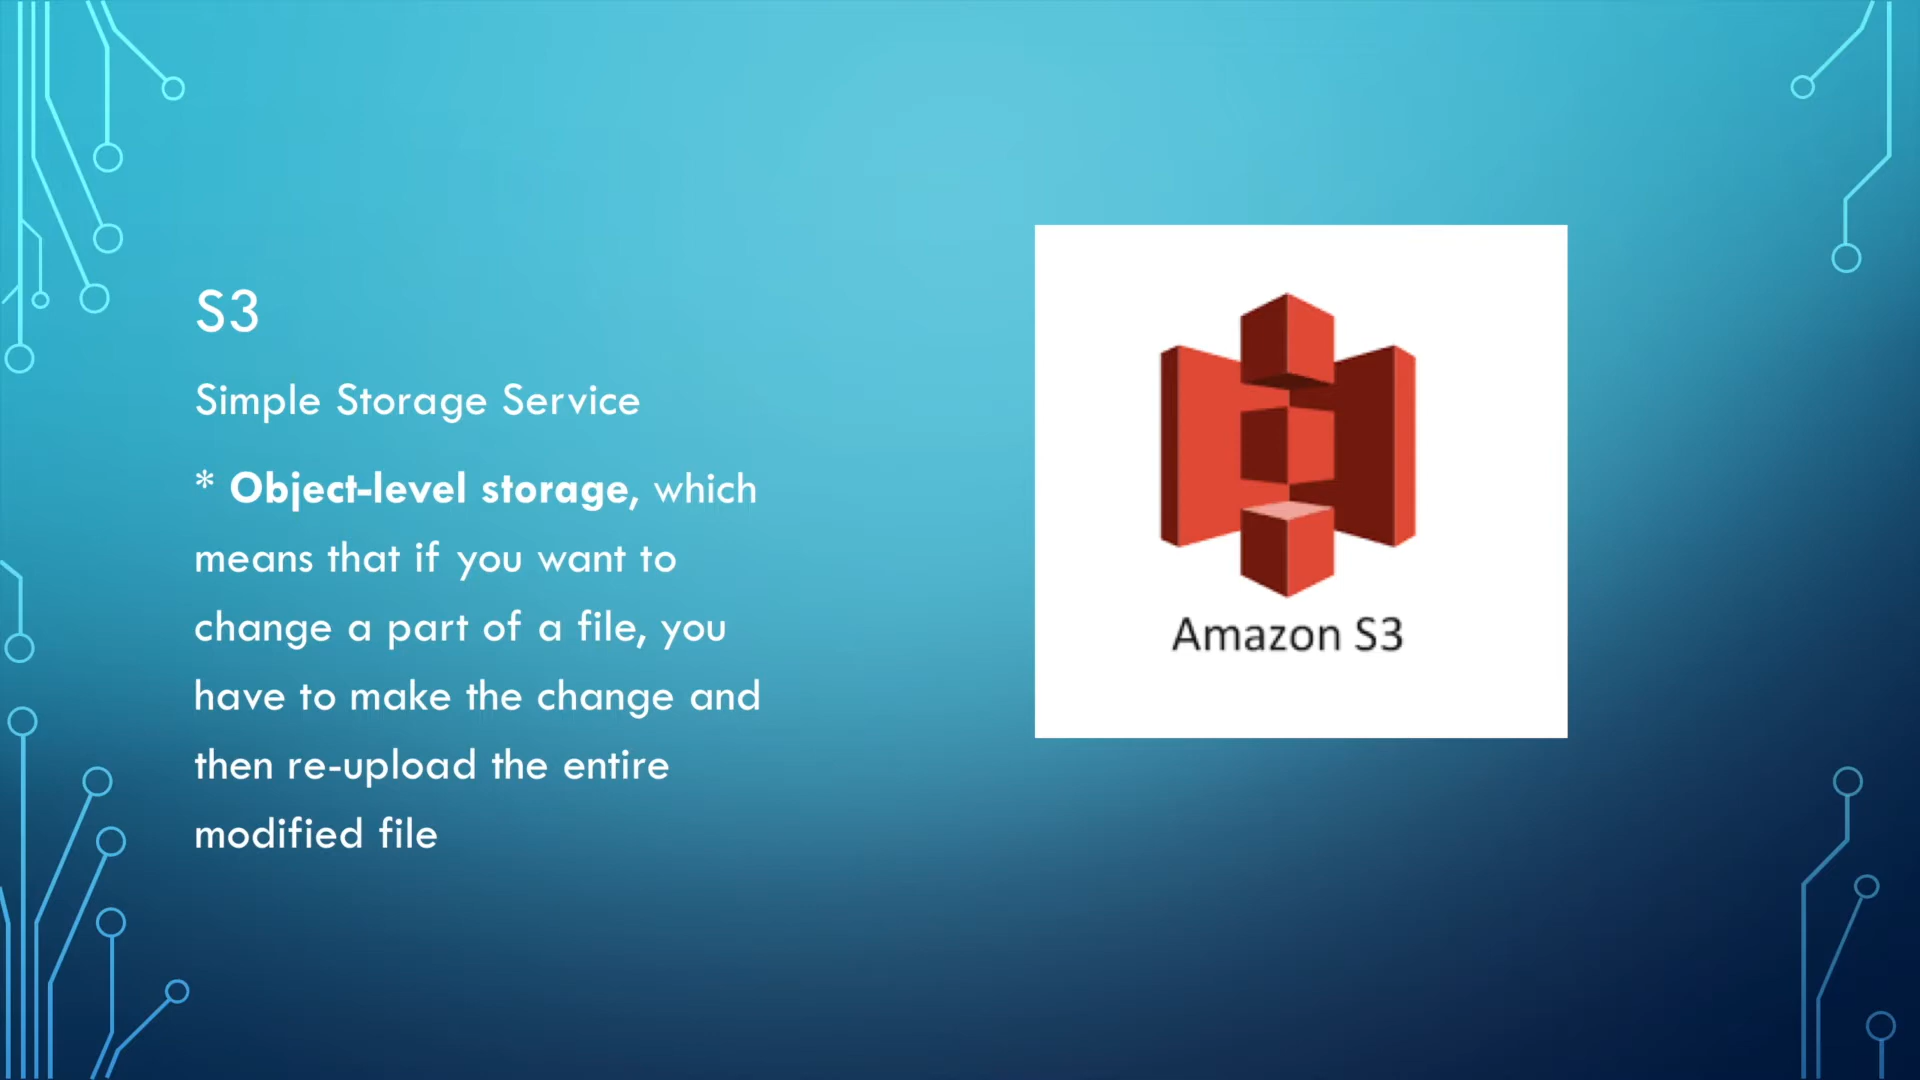 S3
Simple Storage Service
* Object-level storage, which
means that if you want to
change a part of a file, you
have to make the change and
then re-upload the entire
modified file
Amazon S3